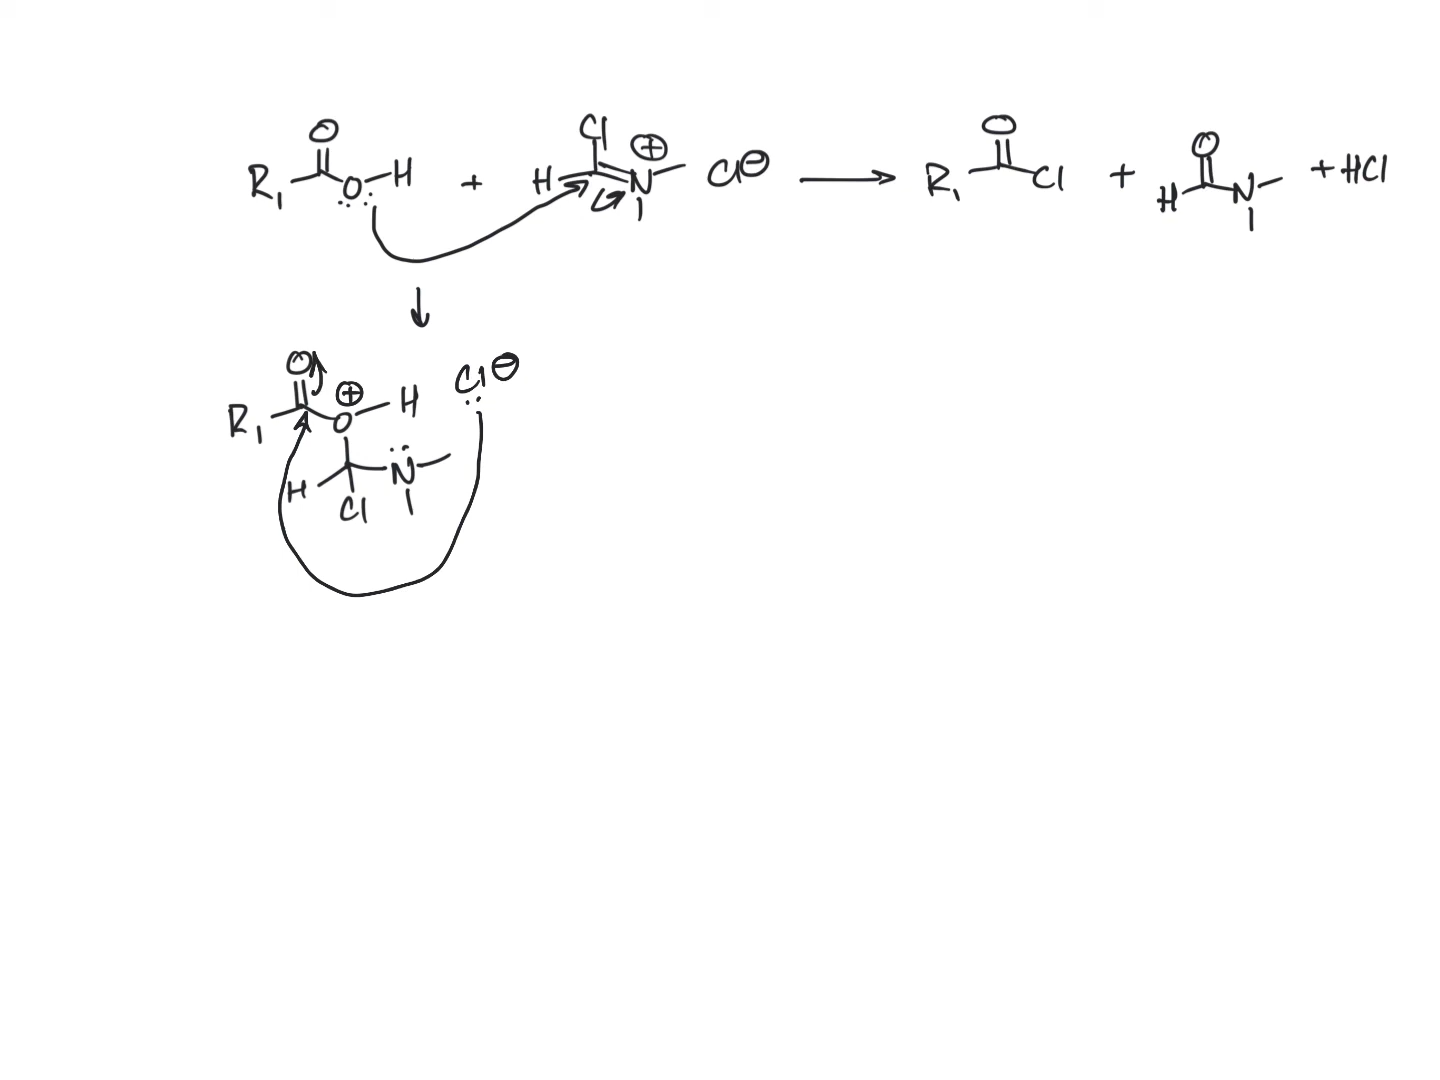 O Cl ⊕ O O
R1 O H + H N Cl⊖ → R1 Cl + H N + HCl
O ⊕ H Cl⊖
R1 O
H N
Cl